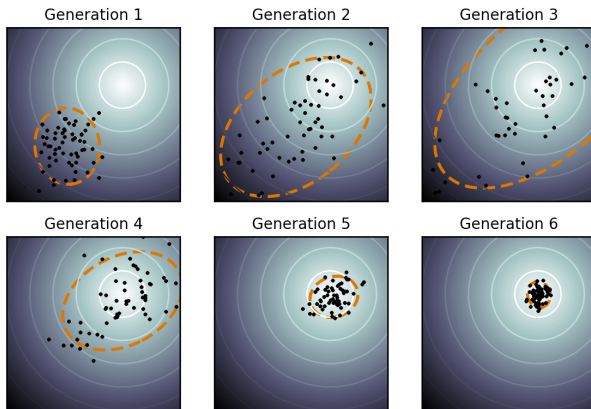 Generation 1
Generation 2
Generation 3
Generation 4
Generation 5
Generation 6